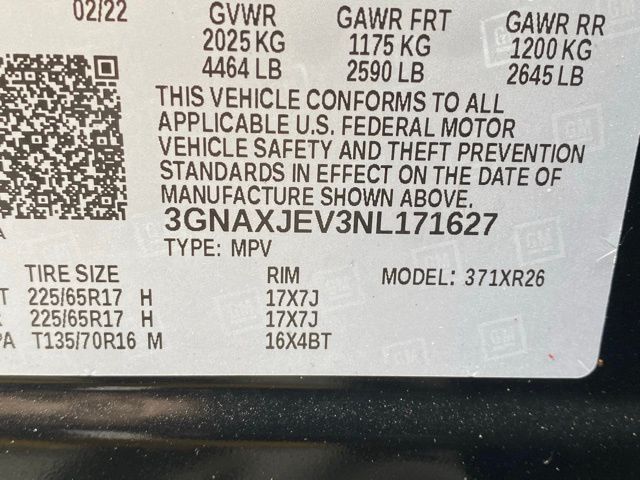 02/22 GVWR GAWR FRT GAWR RR
2025 KG 1175 KG 1200 KG
4464 LB 2590 LB 2645 LB
THIS VEHICLE CONFORMS TO ALL
APPLICABLE U.S. FEDERAL MOTOR
VEHICLE SAFETY AND THEFT PREVENTION
STANDARDS IN EFFECT ON THE DATE OF
MANUFACTURE SHOWN ABOVE.
3GNAXJEV3NL171627
TYPE: MPV
TIRE SIZE RIM MODEL: 371XR26
T 225/65R17 H 17X7J
R 225/65R17 H 17X7J
PA T135/70R16 M 16X4BT
GM